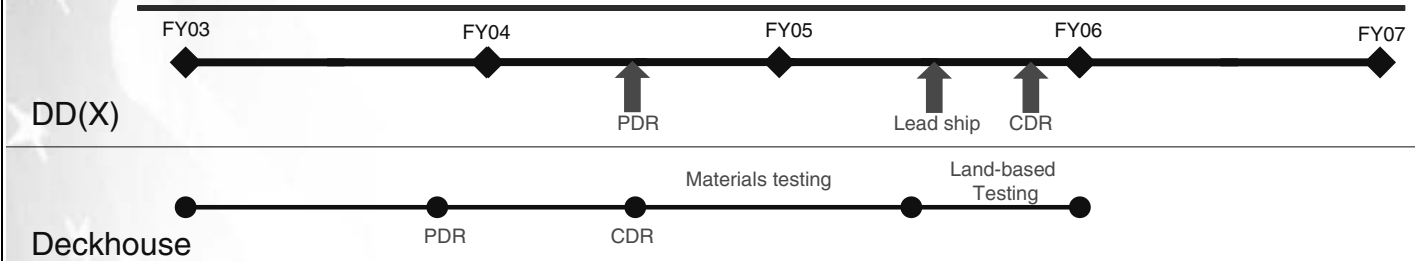 FY03 FY04 FY05 FY06 FY07
DD(X)
PDR Lead ship CDR
Materials testing
Land-based
Testing
Deckhouse
PDR CDR